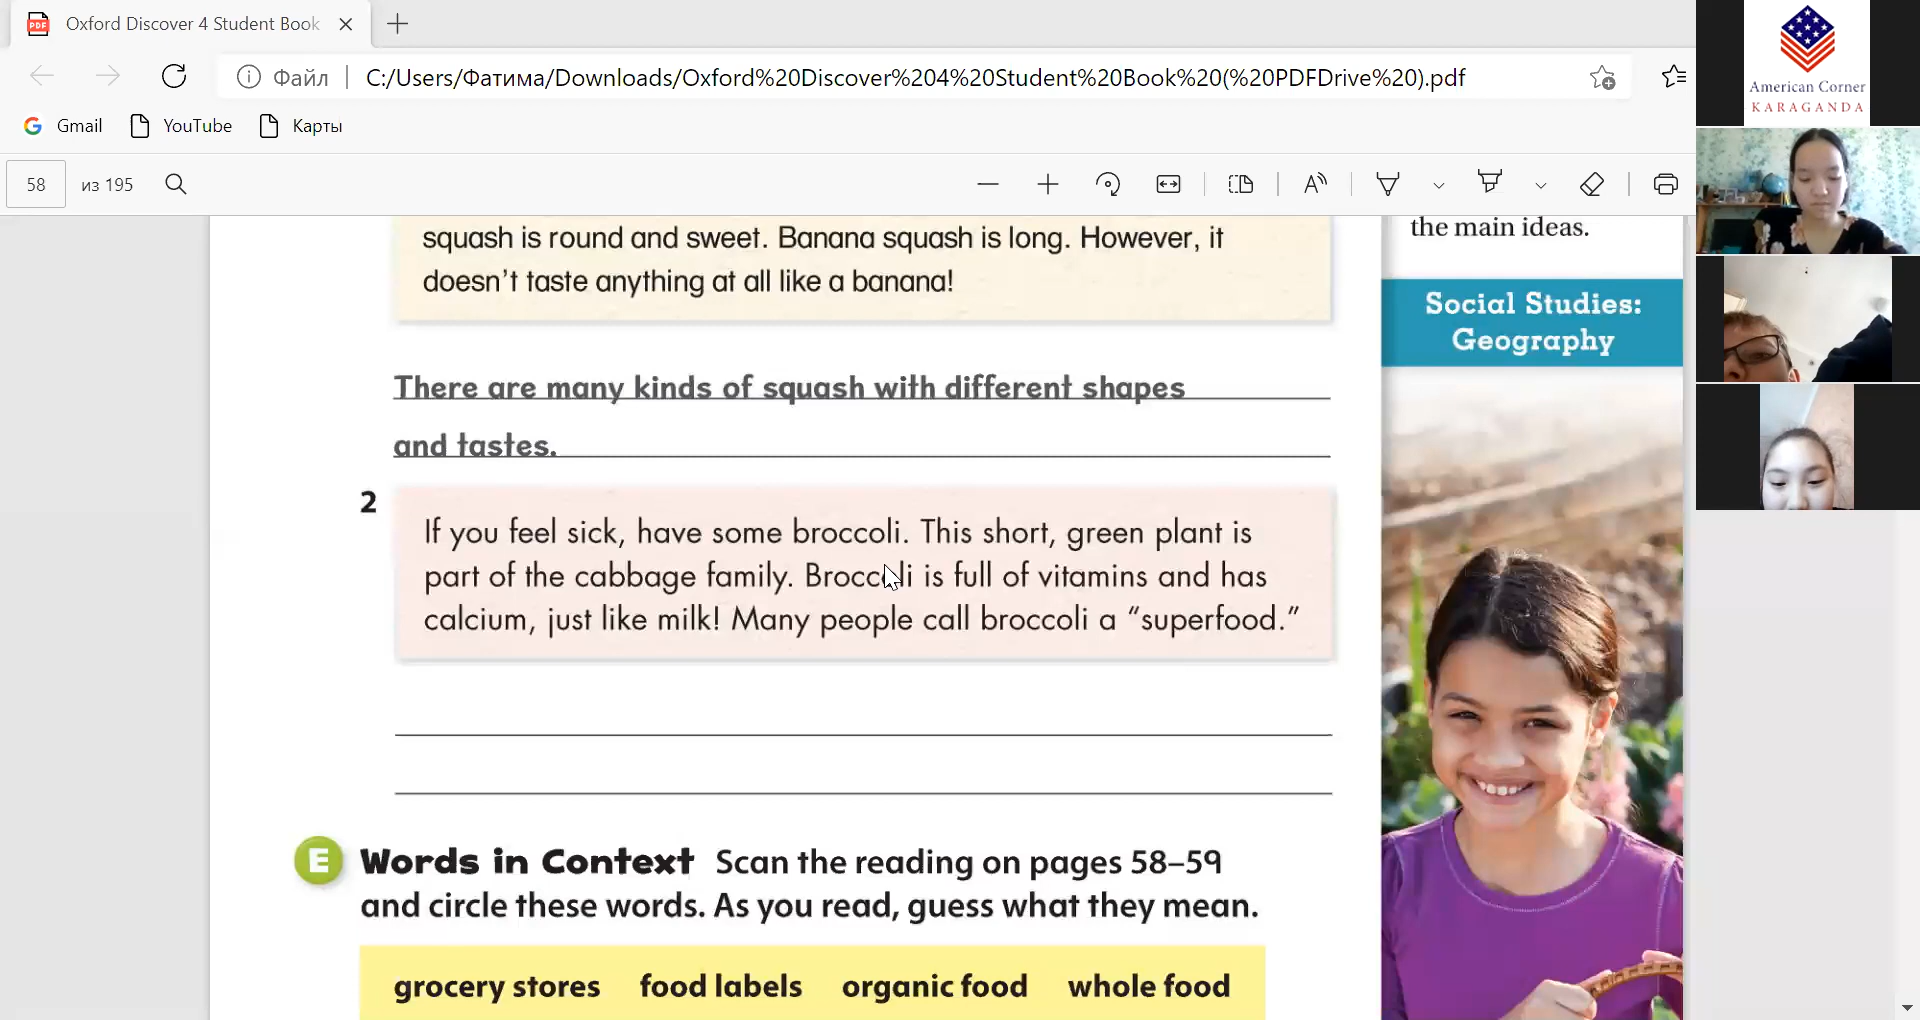 Oxford Discover 4 Student Book
Файл
C:/Users/Фатима/Downloads/Oxford%20Discover%204%20Student%20Book%20(%20PDFDrive%20).pdf
Gmail
YouTube
Карты
58
из 195
squash is round and sweet. Banana squash is long. However, it
doesn't taste anything at all like a banana!
There are many kinds of squash with different shapes
and tastes.
2
If you feel sick, have some broccoli. This short, green plant is
part of the cabbage family. Broccoli is full of vitamins and has
calcium, just like milk! Many people call broccoli a "superfood."
E Words in Context Scan the reading on pages 58–59
and circle these words. As you read, guess what they mean.
grocery stores food labels organic food whole food
the main ideas.
Social Studies:
Geography
American Corner
KARAGANDA